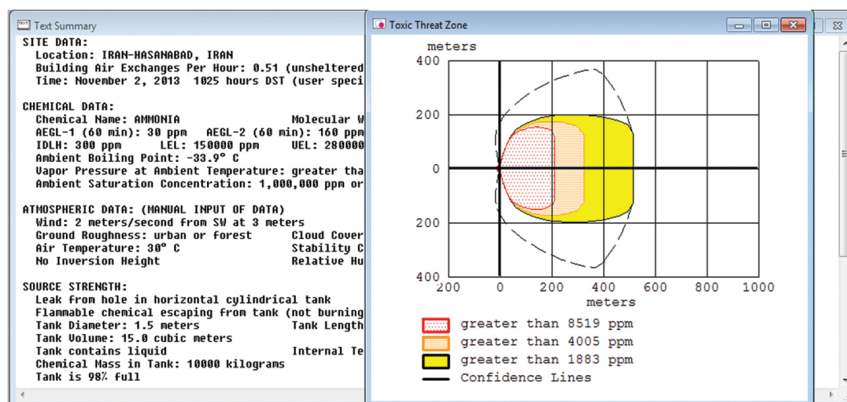 Text Summary
SITE DATA:
Location: IRAN-HASANABAD, IRAN
Building Air Exchanges Per Hour: 0.51 (unsheltered
Time: November 2, 2013 1025 hours DST (user speci
CHEMICAL DATA:
Chemical Name: AMMONIA Molecular W
AEGL-1 (60 min): 30 ppm AEGL-2 (60 min): 160 ppm
IDLH: 300 ppm LEL: 150000 ppm UEL: 280000
Ambient Boiling Point: -33.9° C
Vapor Pressure at Ambient Temperature: greater tha
Ambient Saturation Concentration: 1,000,000 ppm or
ATMOSPHERIC DATA: (MANUAL INPUT OF DATA)
Wind: 2 meters/second from SW at 3 meters
Ground Roughness: urban or forest Cloud Cover
Air Temperature: 30° C Stability C
No Inversion Height Relative Hu
SOURCE STRENGTH:
Leak from hole in horizontal cylindrical tank
Flammable chemical escaping from tank (not burning
Tank Diameter: 1.5 meters Tank Length
Tank Volume: 15.0 cubic meters
Tank contains liquid Internal Te
Chemical Mass in Tank: 10000 kilograms
Tank is 98% full
Toxic Threat Zone
meters
400
200
0
200
400
200 0 200 400 600 800 1000
meters
greater than 8519 ppm
greater than 4005 ppm
greater than 1883 ppm
Confidence Lines